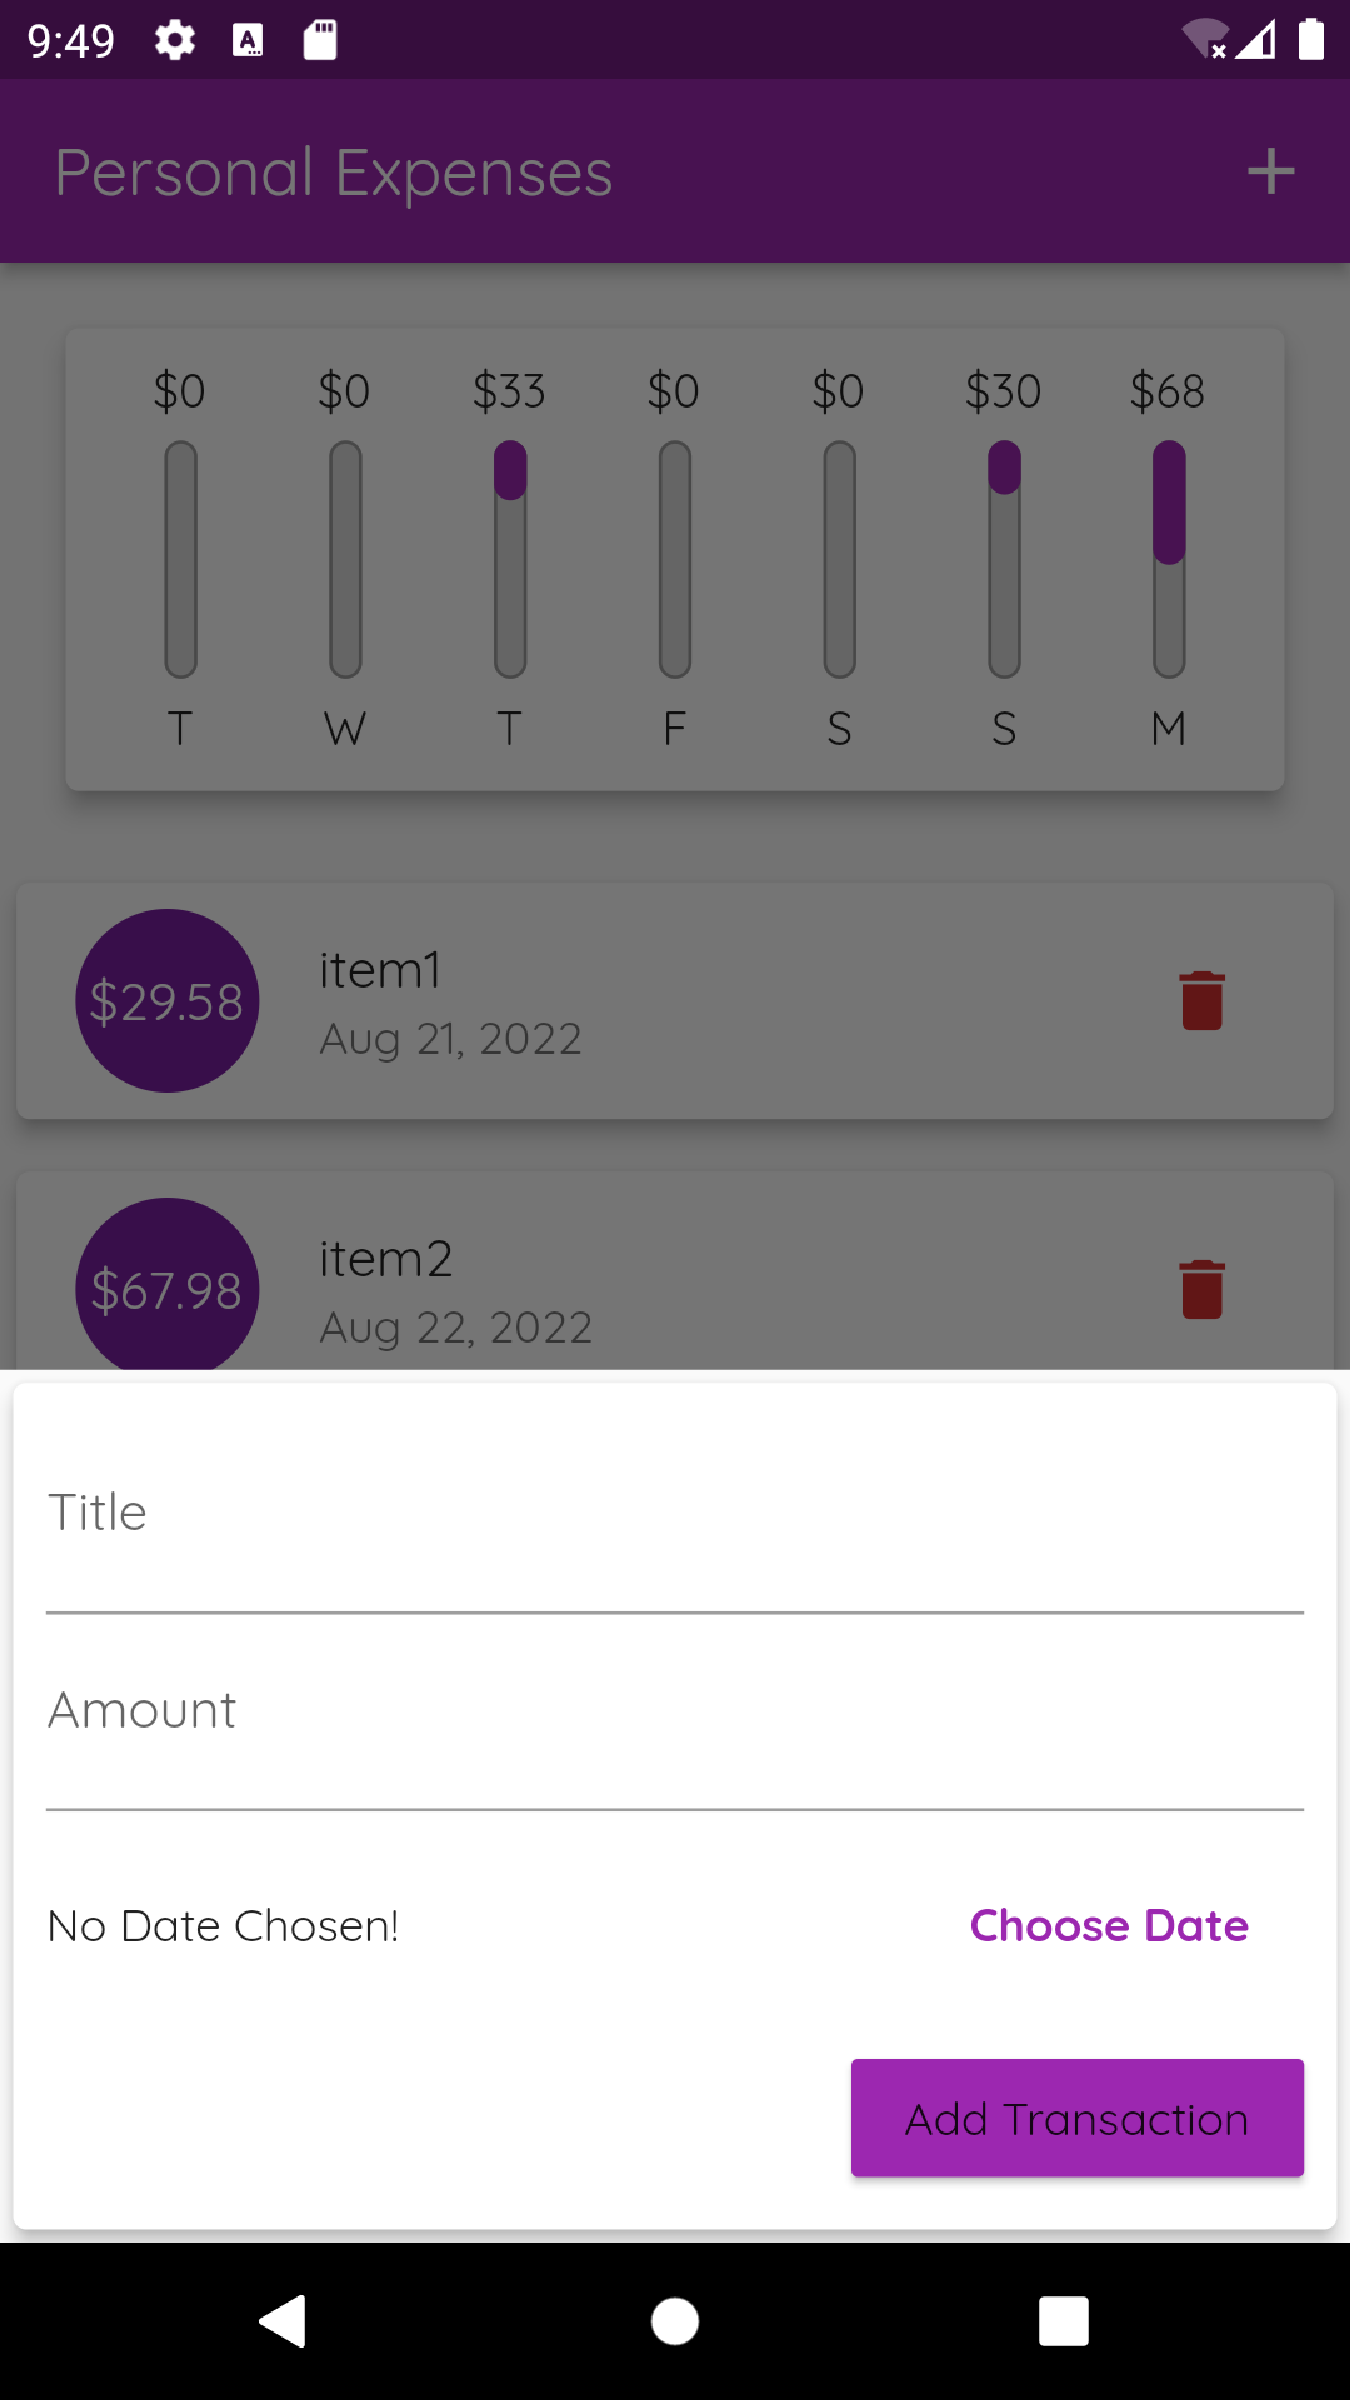 9:49
Personal Expenses
$0 $0 $33 $0 $0 $30 $68
T W T F S S M
$29.58
item1
Aug 21, 2022
$67.98
item2
Aug 22, 2022
Title
Amount
No Date Chosen! Choose Date
Add Transaction